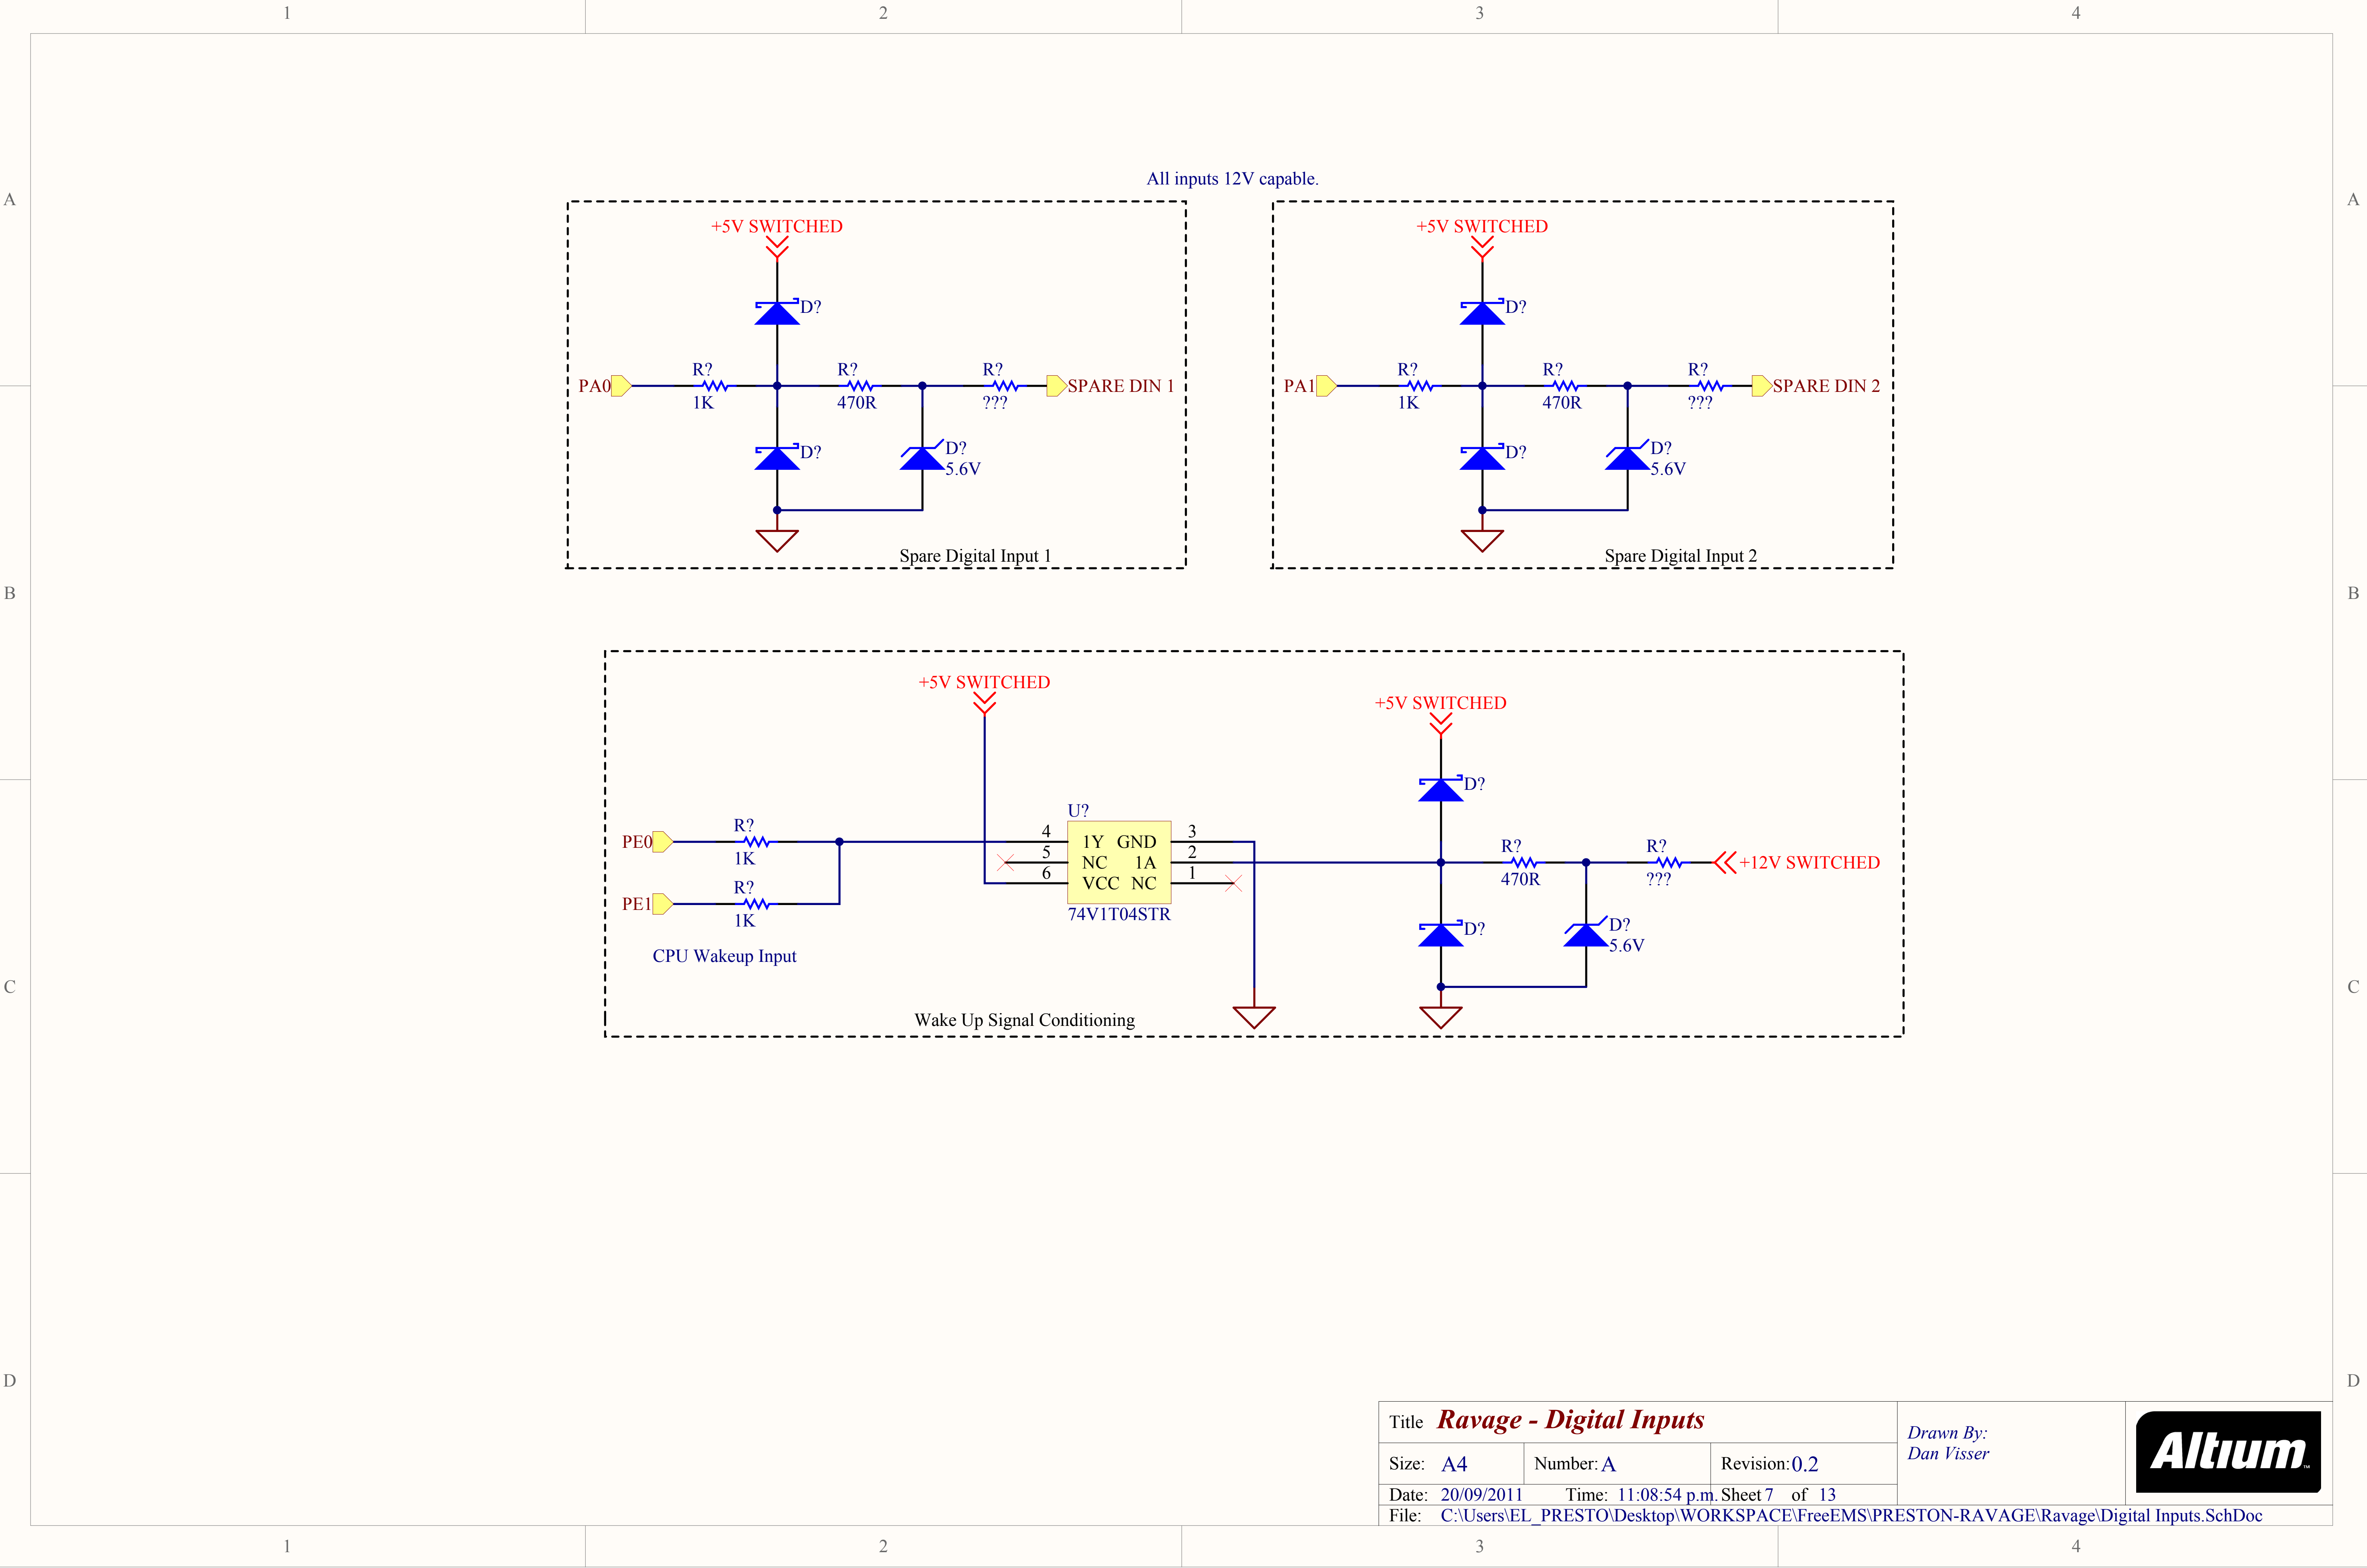 1 2 3 4
A A
All inputs 12V capable.
+5V SWITCHED
D?
PA0
R?
1K
R?
470R
R?
???
SPARE DIN 1
D?
D?
5.6V
Spare Digital Input 1
+5V SWITCHED
D?
PA1
R?
1K
R?
470R
R?
???
SPARE DIN 2
D?
D?
5.6V
Spare Digital Input 2
B B
+5V SWITCHED
+5V SWITCHED
D?
U?
PE0
R?
1K
PE1
R?
1K
4 1Y GND 3
5 NC 1A 2
6 VCC NC 1
74V1T04STR
R?
470R
R?
???
+12V SWITCHED
D?
D?
5.6V
CPU Wakeup Input
Wake Up Signal Conditioning
C C
D D
Title Ravage - Digital Inputs
Size: A4 Number: A Revision: 0.2
Date: 20/09/2011 Time: 11:08:54 p.m. Sheet 7 of 13
File: C:\Users\EL_PRESTO\Desktop\WORKSPACE\FreeEMS\PRESTON-RAVAGE\Ravage\Digital Inputs.SchDoc
Drawn By:
Dan Visser
Altium™
1 2 3 4